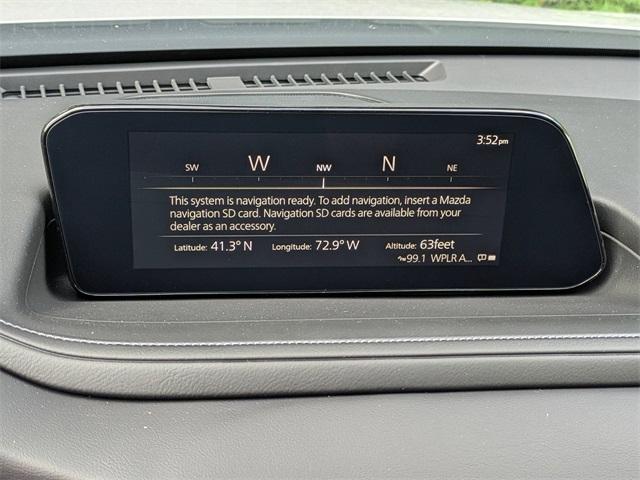 3:52pm
SW W NW N NE
This system is navigation ready. To add navigation, insert a Mazda
navigation SD card. Navigation SD cards are available from your
dealer as an accessory.
Latitude: 41.3° N Longitude: 72.9° W Altitude: 63feet
99.1 WPLR A...